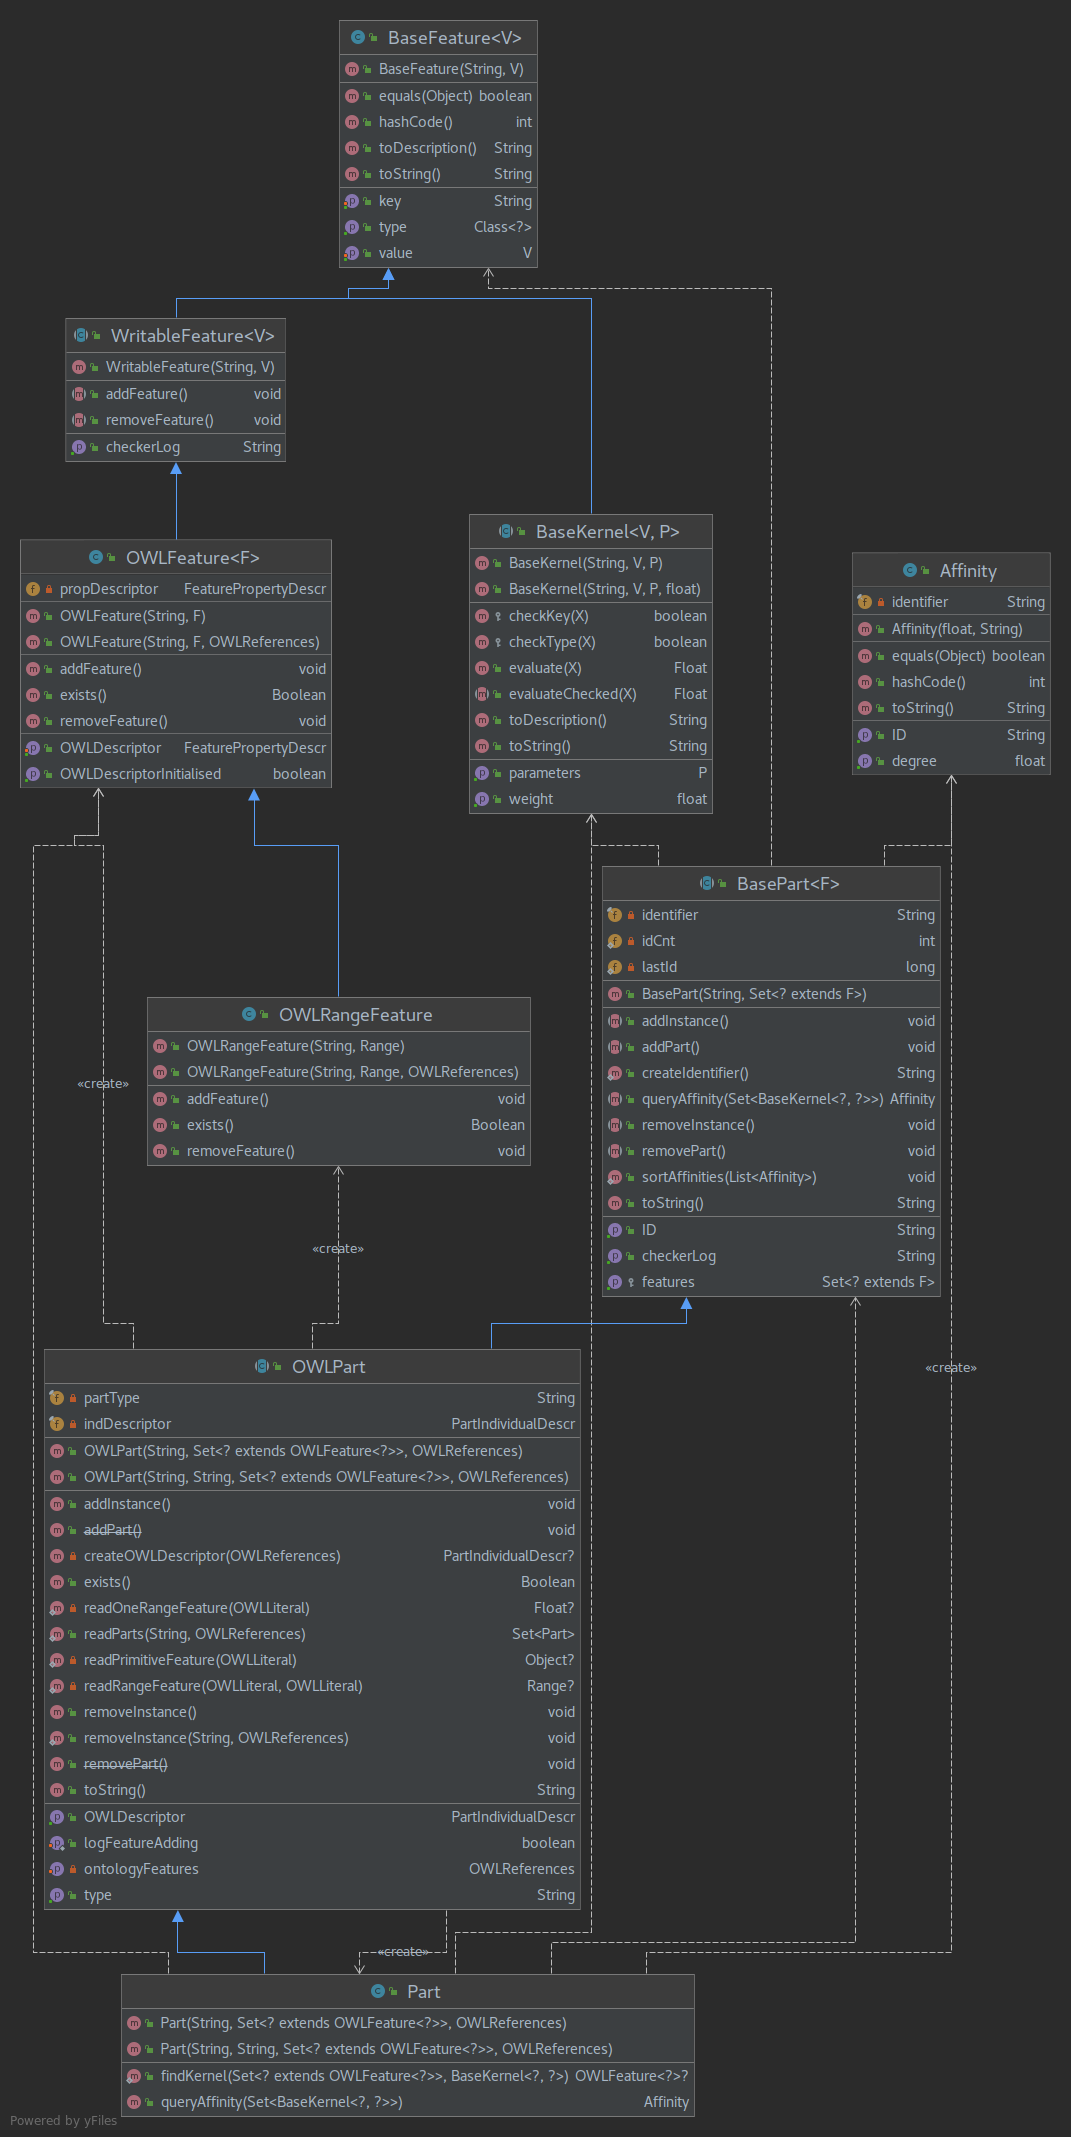 BaseFeature<V>
BaseFeature(String, V)
equals(Object) boolean
hashCode() int
toDescription() String
toString() String
key String
type Class<?>
value V
WritableFeature<V>
WritableFeature(String, V)
addFeature() void
removeFeature() void
checkerLog String
OWLFeature<F>
propDescriptor FeaturePropertyDescr
OWLFeature(String, F)
OWLFeature(String, F, OWLReferences)
addFeature() void
exists() Boolean
removeFeature() void
OWLDescriptor FeaturePropertyDescr
OWLDescriptorInitialised boolean
BaseKernel<V, P>
BaseKernel(String, V, P)
BaseKernel(String, V, P, float)
checkKey(X) boolean
checkType(X) boolean
evaluate(X) Float
evaluateChecked(X) Float
toDescription() String
toString() String
parameters P
weight float
Affinity
identifier String
Affinity(float, String)
equals(Object) boolean
hashCode() int
toString() String
ID String
degree float
BasePart<F>
identifier String
idCnt int
lastId long
BasePart(String, Set<? extends F>)
addInstance() void
addPart() void
createIdentifier() String
queryAffinity(Set<BaseKernel<?, ?>>) Affinity
removeInstance() void
removePart() void
sortAffinities(List<Affinity>) void
toString() String
ID String
checkerLog String
features Set<? extends F>
OWLRangeFeature
OWLRangeFeature(String, Range)
OWLRangeFeature(String, Range, OWLReferences)
addFeature() void
exists() Boolean
removeFeature() void
«create»
«create»
«create»
OWLPart
partType String
indDescriptor PartIndividualDescr
OWLPart(String, Set<? extends OWLFeature<?>>, OWLReferences)
OWLPart(String, String, Set<? extends OWLFeature<?>>, OWLReferences)
addInstance() void
addPart() void
createOWLDescriptor(OWLReferences) PartIndividualDescr?
exists() Boolean
readOneRangeFeature(OWLLiteral) Float?
readParts(String, OWLReferences) Set<Part>
readPrimitiveFeature(OWLLiteral) Object?
readRangeFeature(OWLLiteral, OWLLiteral) Range?
removeInstance() void
removeInstance(String, OWLReferences) void
removePart() void
toString() String
OWLDescriptor PartIndividualDescr
logFeatureAdding boolean
ontologyFeatures OWLReferences
type String
«create»
Part
Part(String, Set<? extends OWLFeature<?>>, OWLReferences)
Part(String, String, Set<? extends OWLFeature<?>>, OWLReferences)
findKernel(Set<? extends OWLFeature<?>>, BaseKernel<?, ?>) OWLFeature<?>?
queryAffinity(Set<BaseKernel<?, ?>>) Affinity
Powered by yFiles